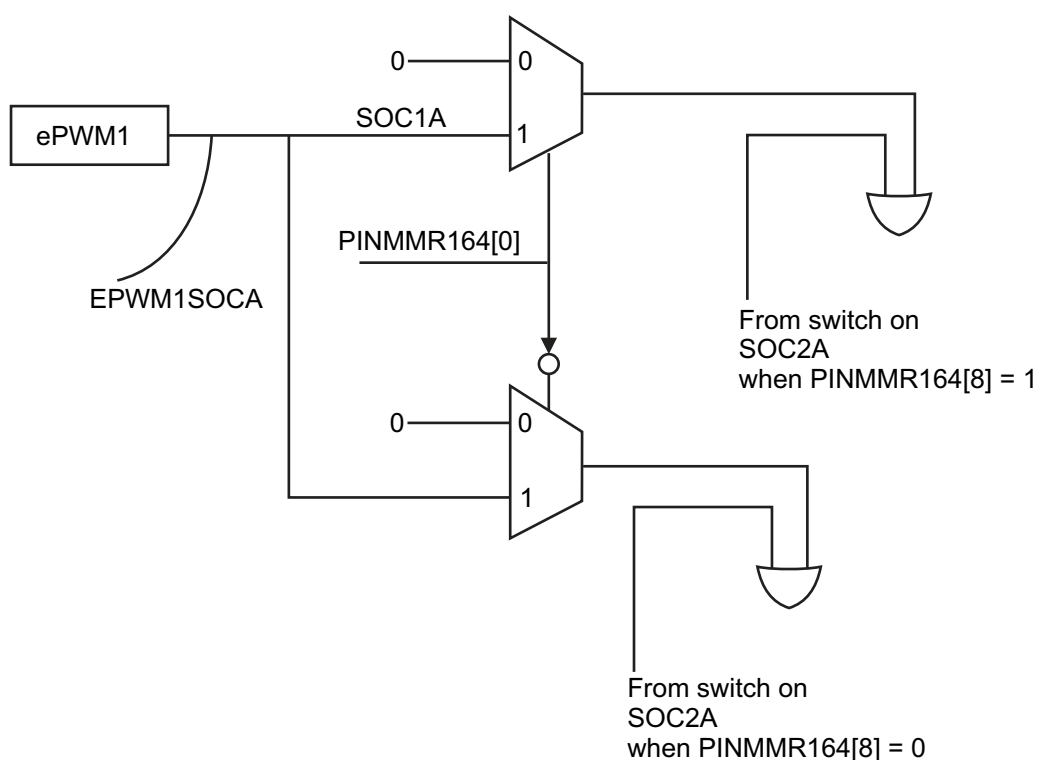 0
0
SOC1A
ePWM1
1
PINMMR164[0]
EPWM1SOCA
From switch on
SOC2A
when PINMMR164[8] = 1
0
0
1
From switch on
SOC2A
when PINMMR164[8] = 0